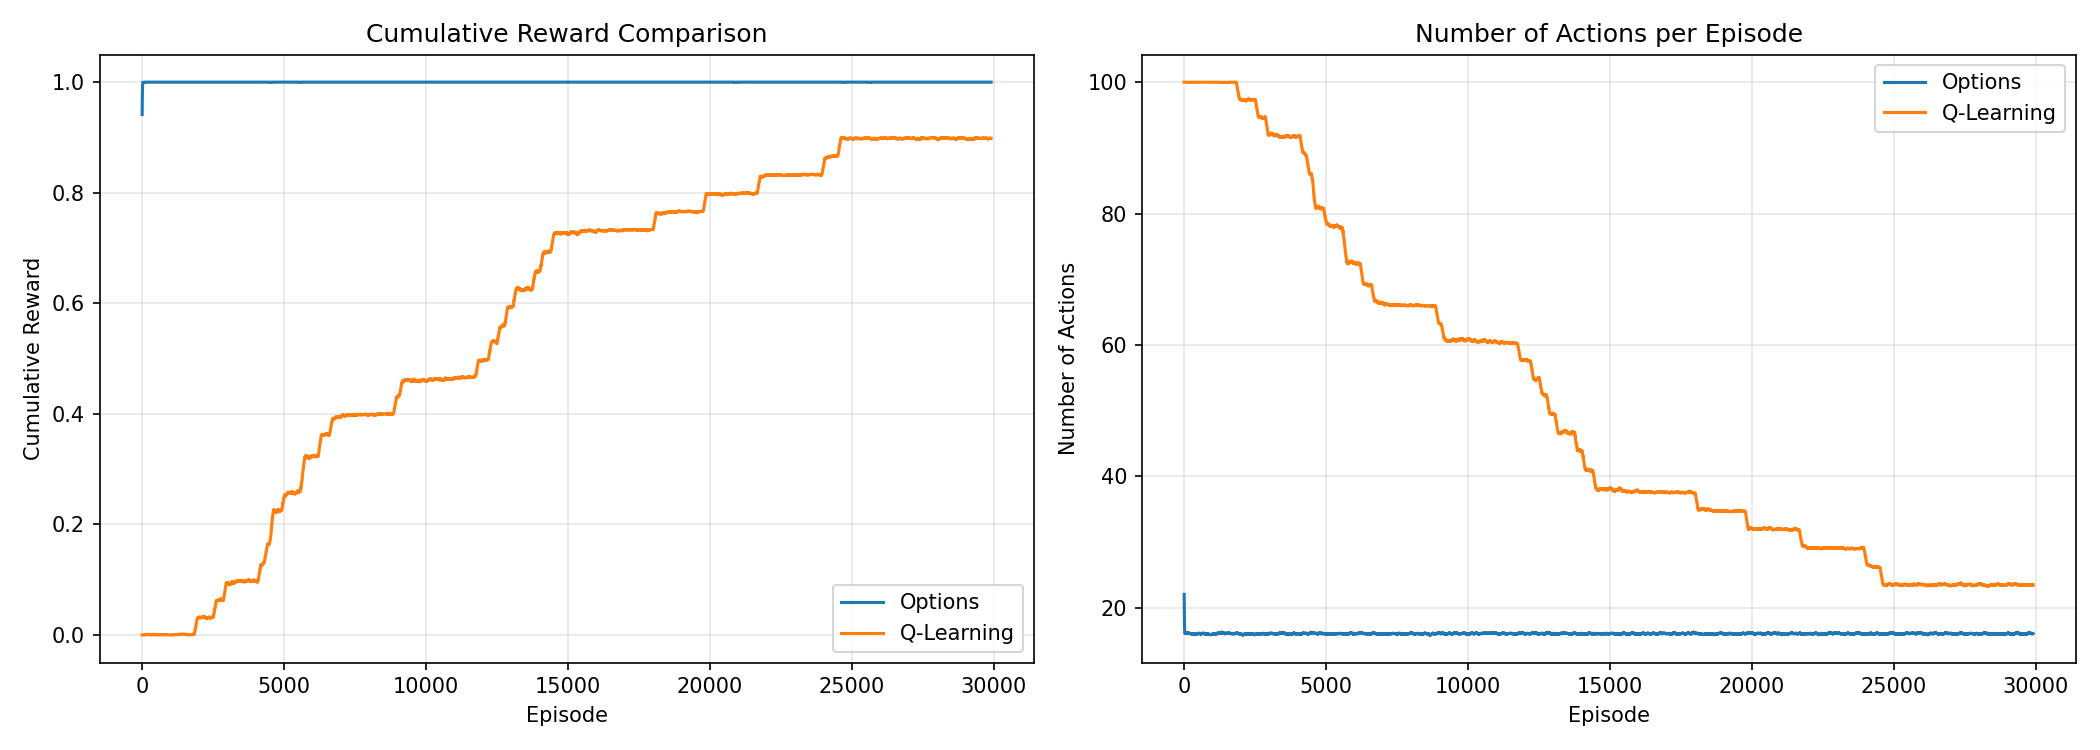 Cumulative Reward Comparison
Cumulative Reward
1.0
0.8
0.6
0.4
0.2
0.0
Options
Q-Learning
0 5000 10000 15000 20000 25000 30000
Episode
Number of Actions per Episode
Number of Actions
100
80
60
40
20
Options
Q-Learning
0 5000 10000 15000 20000 25000 30000
Episode